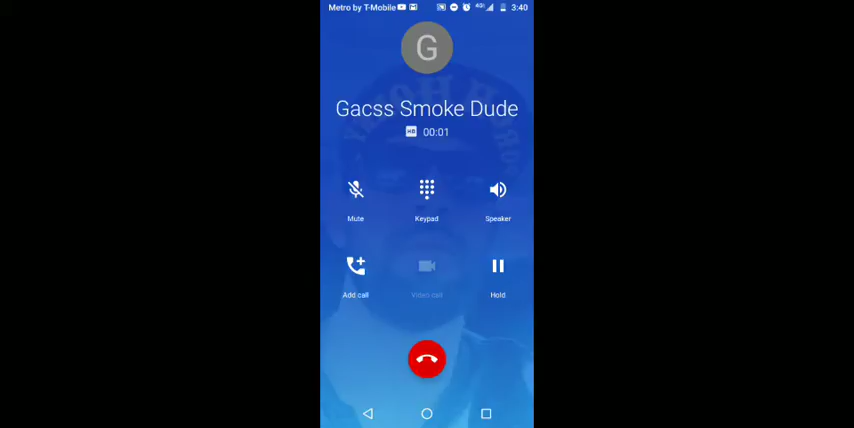 Metro by T-Mobile 4G 3:40
G
Gacss Smoke Dude
HD 00:01
Mute Keypad Speaker
Add call Video call Hold